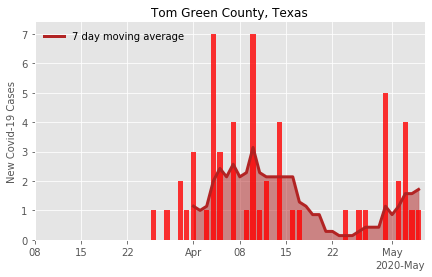 Tom Green County, Texas
7 day moving average
New Covid-19 Cases
7
6
5
4
3
2
1
0
08 15 22 Apr 08 15 22 May
2020-May